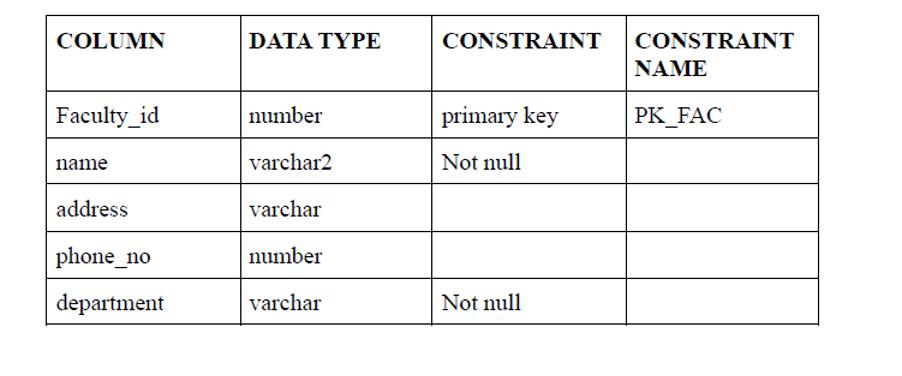 COLUMN DATA TYPE CONSTRAINT CONSTRAINT NAME
Faculty_id number primary key PK_FAC
name varchar2 Not null
address varchar
phone_no number
department varchar Not null